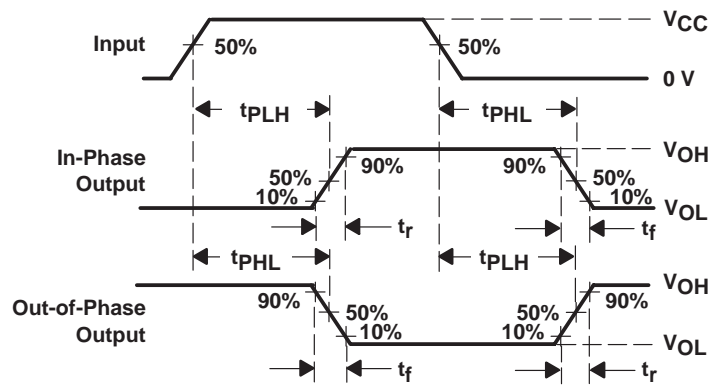 Input
50%
50%
VCC
0 V
tPLH
tPHL
In-Phase
Output
50%
10%
90%
90%
50%
10%
VOH
VOL
tr
tf
tPHL
tPLH
Out-of-Phase
Output
90%
50%
10%
50%
10%
90%
VOH
VOL
tf
tr